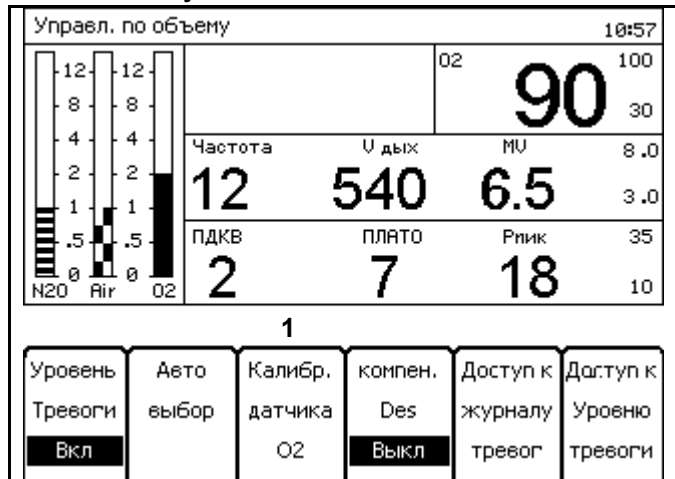 Управл. по объему 10:57
12 12
8 8
4 4
2 2
1 1
.5 .5
0 0
N2O Air O2
O2 90 100
30
Частота V дых MV 8.0
12 540 6.5 3.0
ПДКВ ПЛАТО Рпик 35
2 7 18 10
1
Уровень Авто Калибр. компен. Доступ к Доступ к
Тревоги выбор датчика Des журналу Уровню
Вкл O2 Выкл тревог тревоги